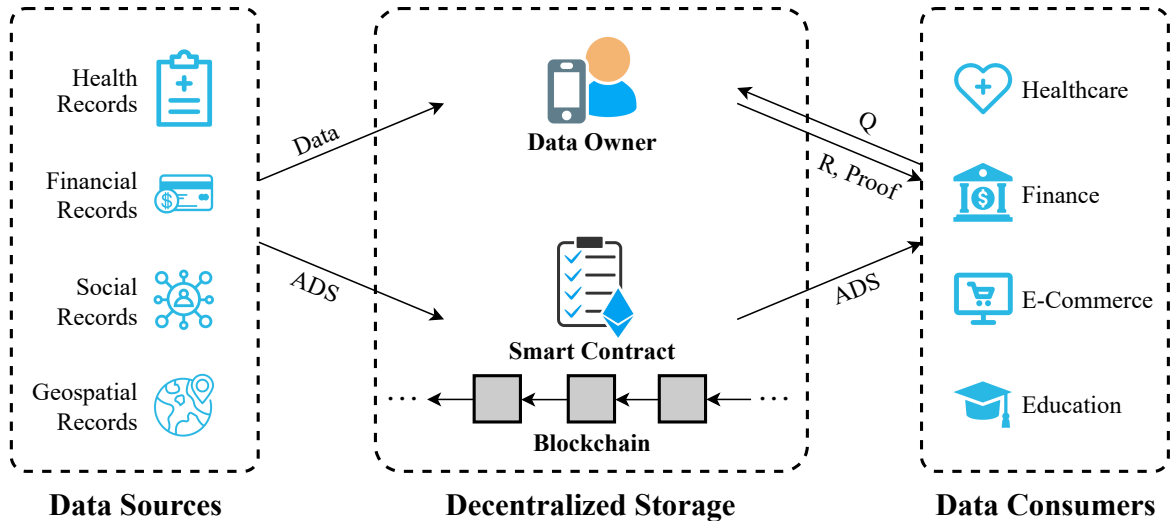 Health
Records
Financial
Records
Social
Records
Geospatial
Records
Data Sources
Data
ADS
Data Owner
Smart Contract
...
...
Blockchain
Decentralized Storage
Q
R, Proof
ADS
Healthcare
$
Finance
E-Commerce
Education
Data Consumers
$